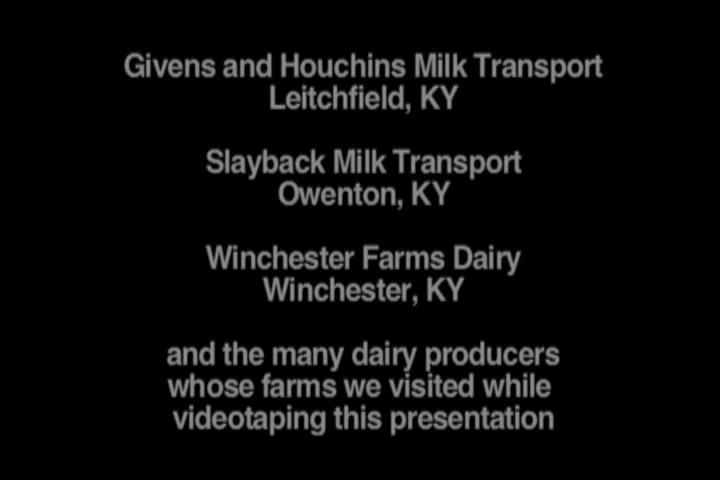 Givens and Houchins Milk Transport
Leitchfield, KY
Slayback Milk Transport
Owenton, KY
Winchester Farms Dairy
Winchester, KY
and the many dairy producers
whose farms we visited while
videotaping this presentation